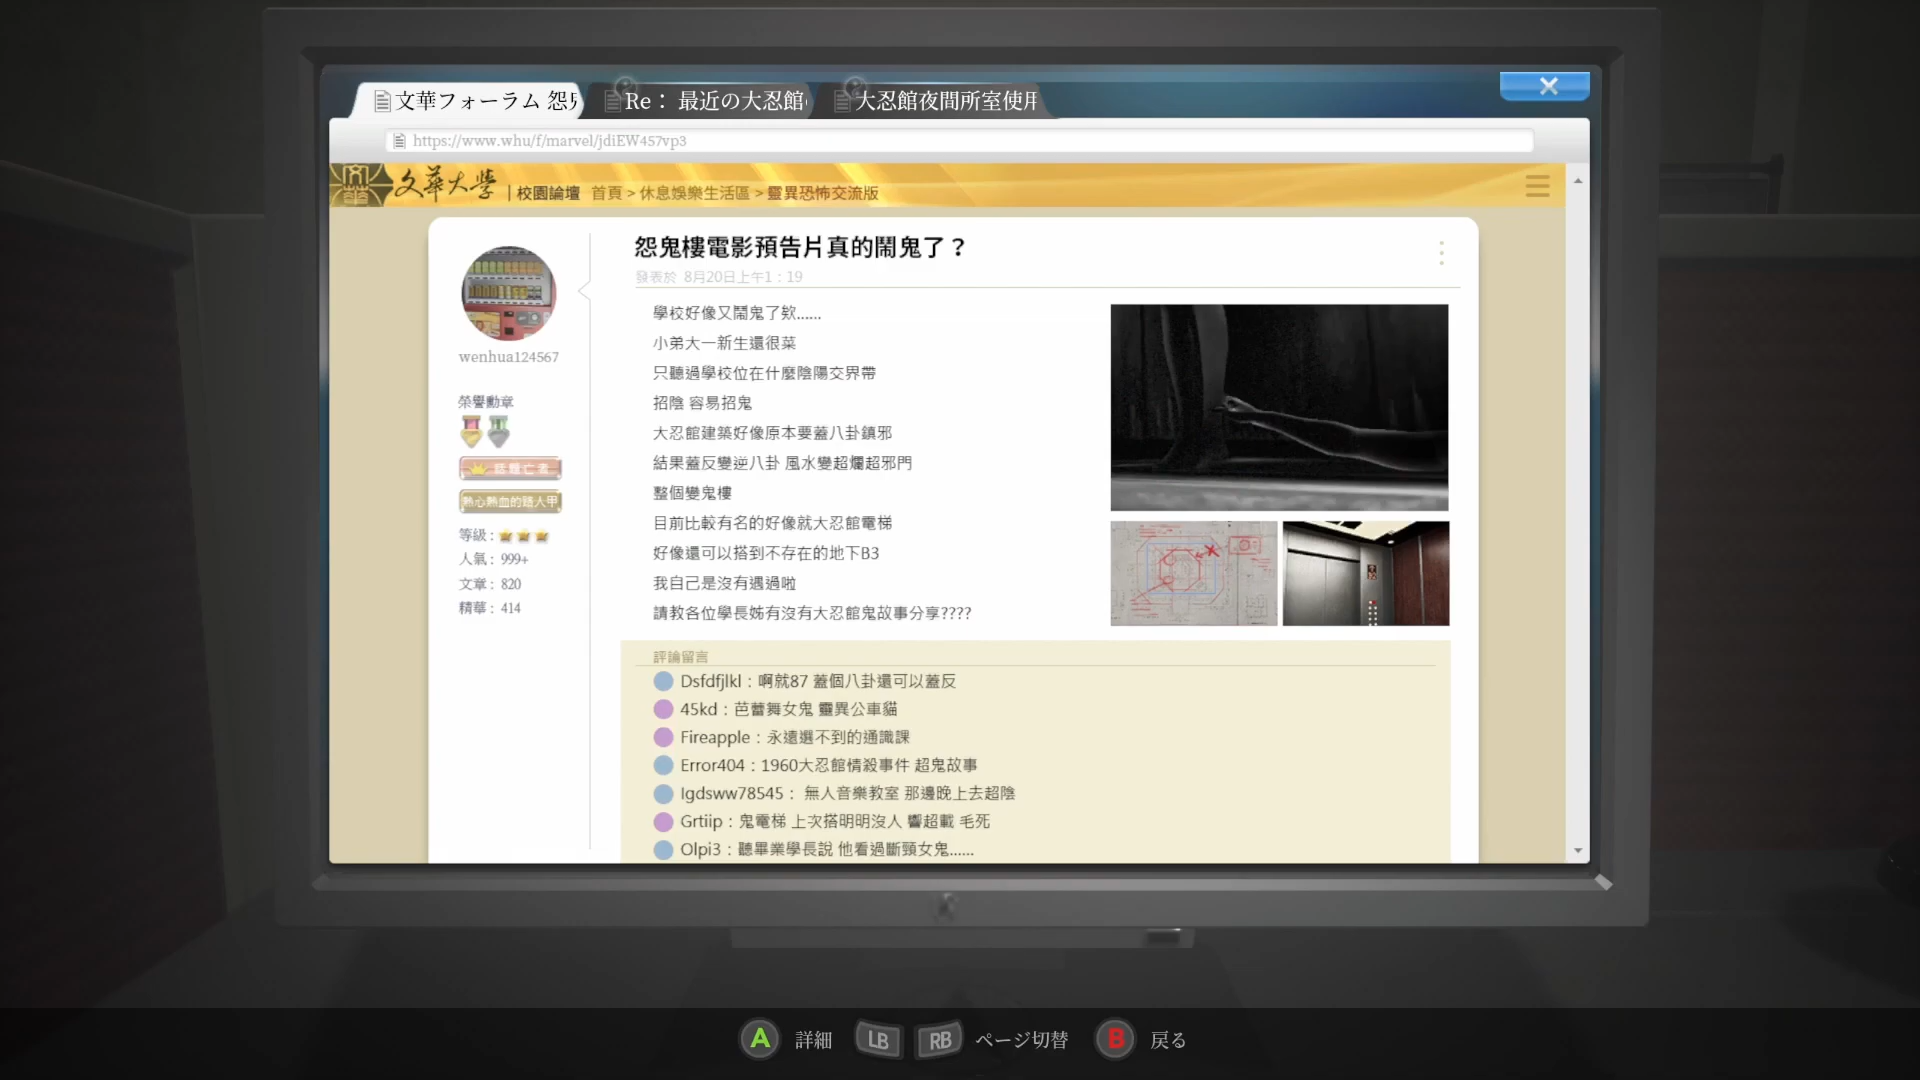 文華フォーラム 怨
Re： 最近の大忍館
大忍館夜間所室使用
https://www.whu/f/marvel/jdiEW457vp3
文華大學 | 校園論壇 首頁 > 休息娛樂生活區 > 靈異恐怖交流版
怨鬼樓電影預告片真的鬧鬼了？
發表於 8月20日上午1：19
wenhua124567
榮譽勳章
話題亡者
熱心熱血的路人甲
等級：
人氣：999+
文章：820
精華：414
學校好像又鬧鬼了欸......
小弟大一新生還很菜
只聽過學校位在什麼陰陽交界帶
招陰 容易招鬼
大忍館建築好像原本要蓋八卦鎮邪
結果蓋反變逆八卦 風水變超爛超邪門
整個變鬼樓
目前比較有名的好像就大忍館電梯
好像還可以搭到不存在的地下B3
我自己是沒有遇過啦
請教各位學長姊有沒有大忍館鬼故事分享????
評論留言
Dsfdfjlkl：啊就87 蓋個八卦還可以蓋反
45kd：芭蕾舞女鬼 靈異公車貓
Fireapple：永遠選不到的通識課
Error404：1960大忍館情殺事件 超鬼故事
Igdsww78545： 無人音樂教室 那邊晚上去超陰
Grtiip：鬼電梯 上次搭明明沒人 響超載 毛死
Olpi3：聽畢業學長說 他看過斷頸女鬼......
A 詳細 LB RB ページ切替 B 戻る